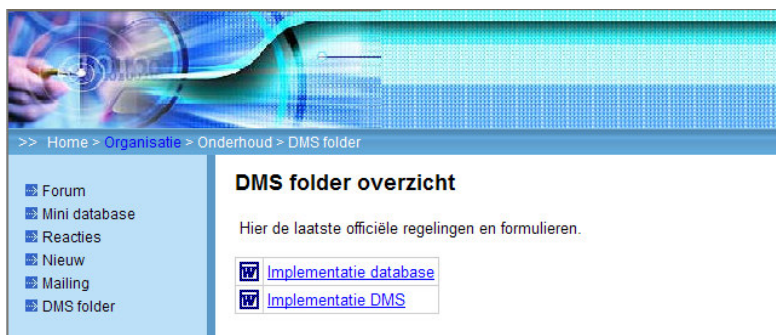 >> Home > Organisatie > Onderhoud > DMS folder
Forum
Mini database
Reacties
Nieuw
Mailing
DMS folder
DMS folder overzicht
Hier de laatste officiële regelingen en formulieren.
W Implementatie database
W Implementatie DMS